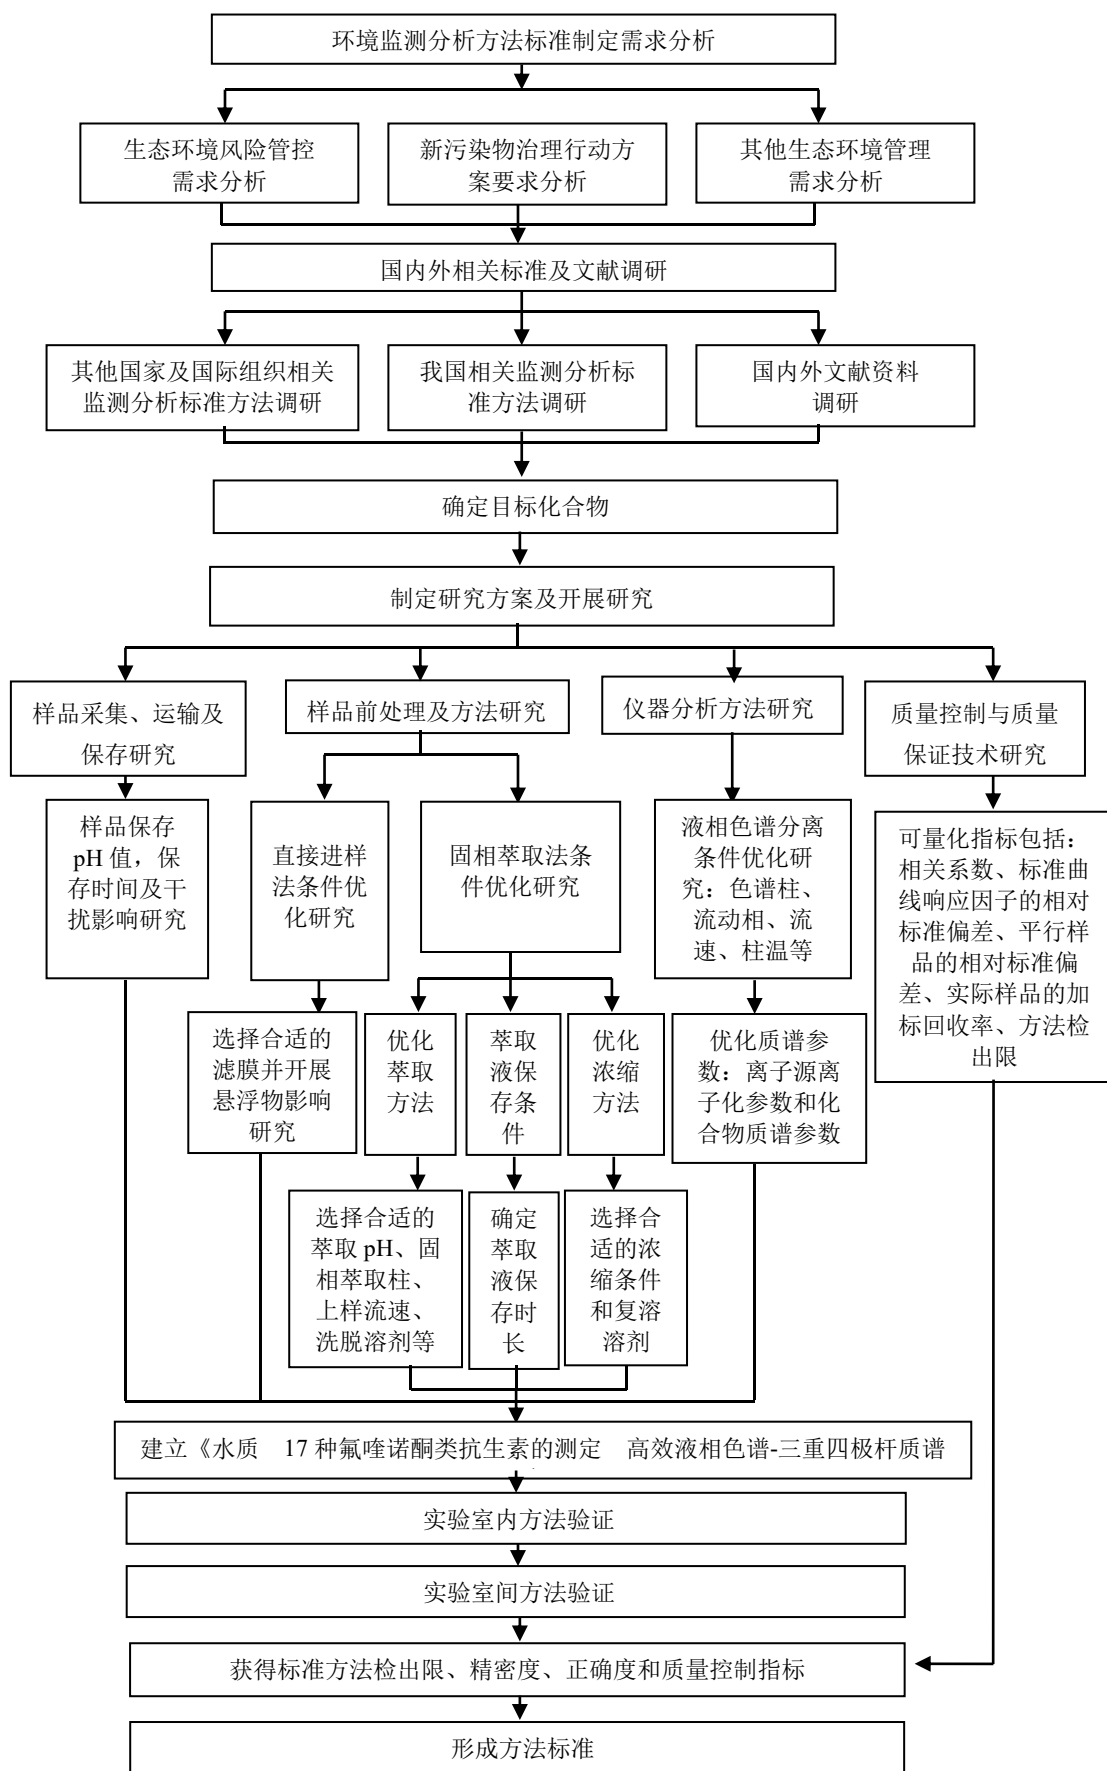 环境监测分析方法标准制定需求分析
生态环境风险管控
需求分析
新污染物治理行动方
案要求分析
其他生态环境管理
需求分析
国内外相关标准及文献调研
其他国家及国际组织相关
监测分析标准方法调研
我国相关监测分析标
准方法调研
国内外文献资料
调研
确定目标化合物
制定研究方案及开展研究
样品采集、运输及
保存研究
样品前处理及方法研究
仪器分析方法研究
质量控制与质量
保证技术研究
样品保存
pH 值，保
存时间及干
扰影响研究
直接进样
法条件优
化研究
固相萃取法条
件优化研究
液相色谱分离
条件优化研
究：色谱柱、
流动相、流
速、柱温等
可量化指标包括：
相关系数、标准曲
线响应因子的相对
标准偏差、平行样
品的相对标准偏
差、实际样品的加
标回收率、方法检
出限
选择合适的
滤膜并开展
悬浮物影响
研究
优化
萃取
方法
萃取
液保
存条
件
优化
浓缩
方法
优化质谱参
数：离子源离
子化参数和化
合物质谱参数
选择合适的
萃取 pH、固
相萃取柱、
上样流速、
洗脱溶剂等
确定
萃取
液保
存时
长
选择合
适的浓
缩条件
和复溶
溶剂
建立《水质　17 种氟喹诺酮类抗生素的测定　高效液相色谱-三重四极杆质谱
实验室内方法验证
实验室间方法验证
获得标准方法检出限、精密度、正确度和质量控制指标
形成方法标准